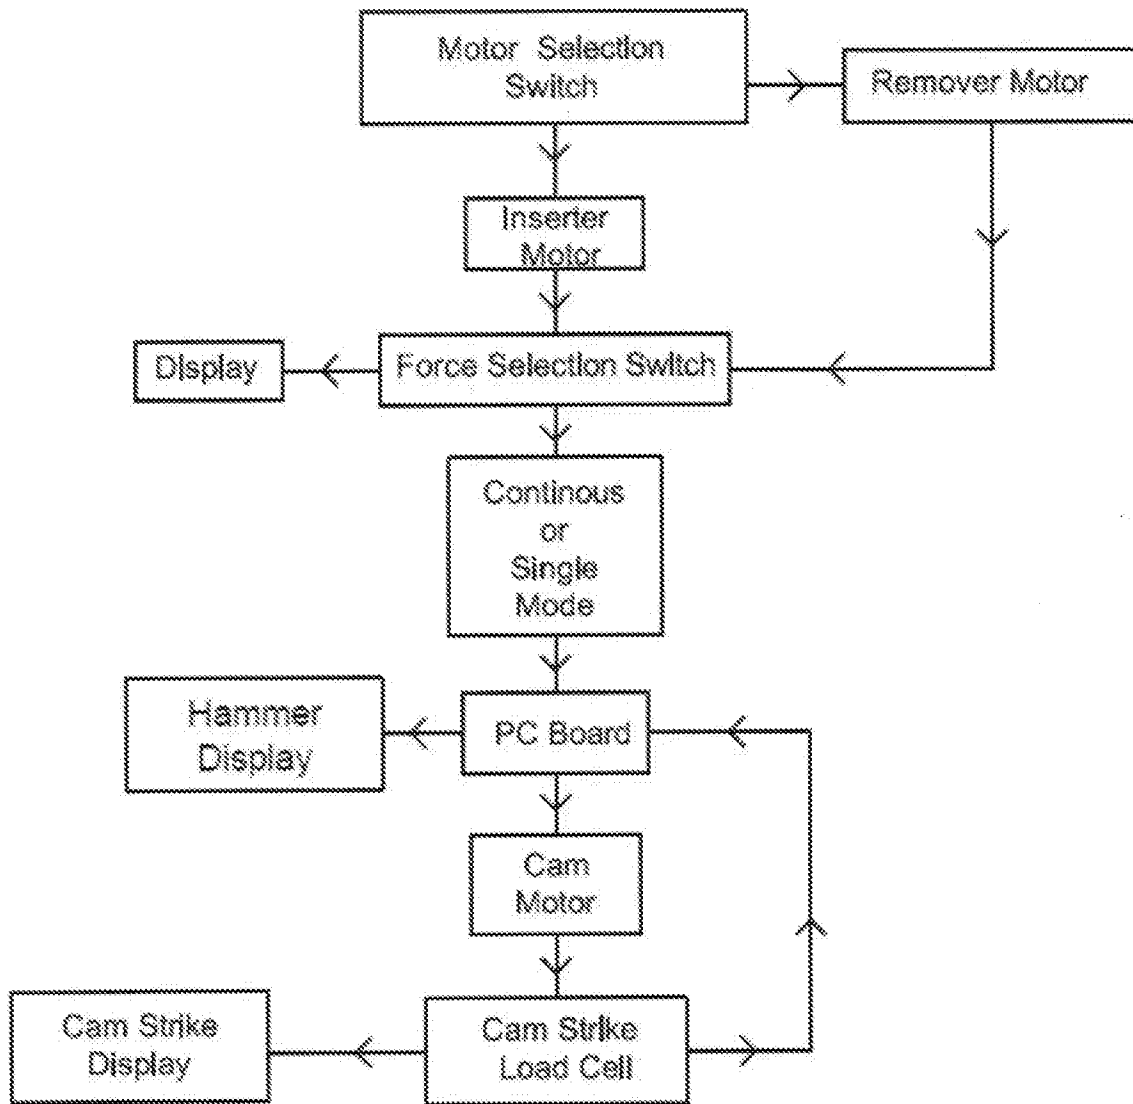 Motor Selection
Switch
Remover Motor
Inserter
Motor
Display
Force Selection Switch
Continous
or
Single
Mode
Hammer
Display
PC Board
Cam
Motor
Cam Strike
Display
Cam Strike
Load Cell